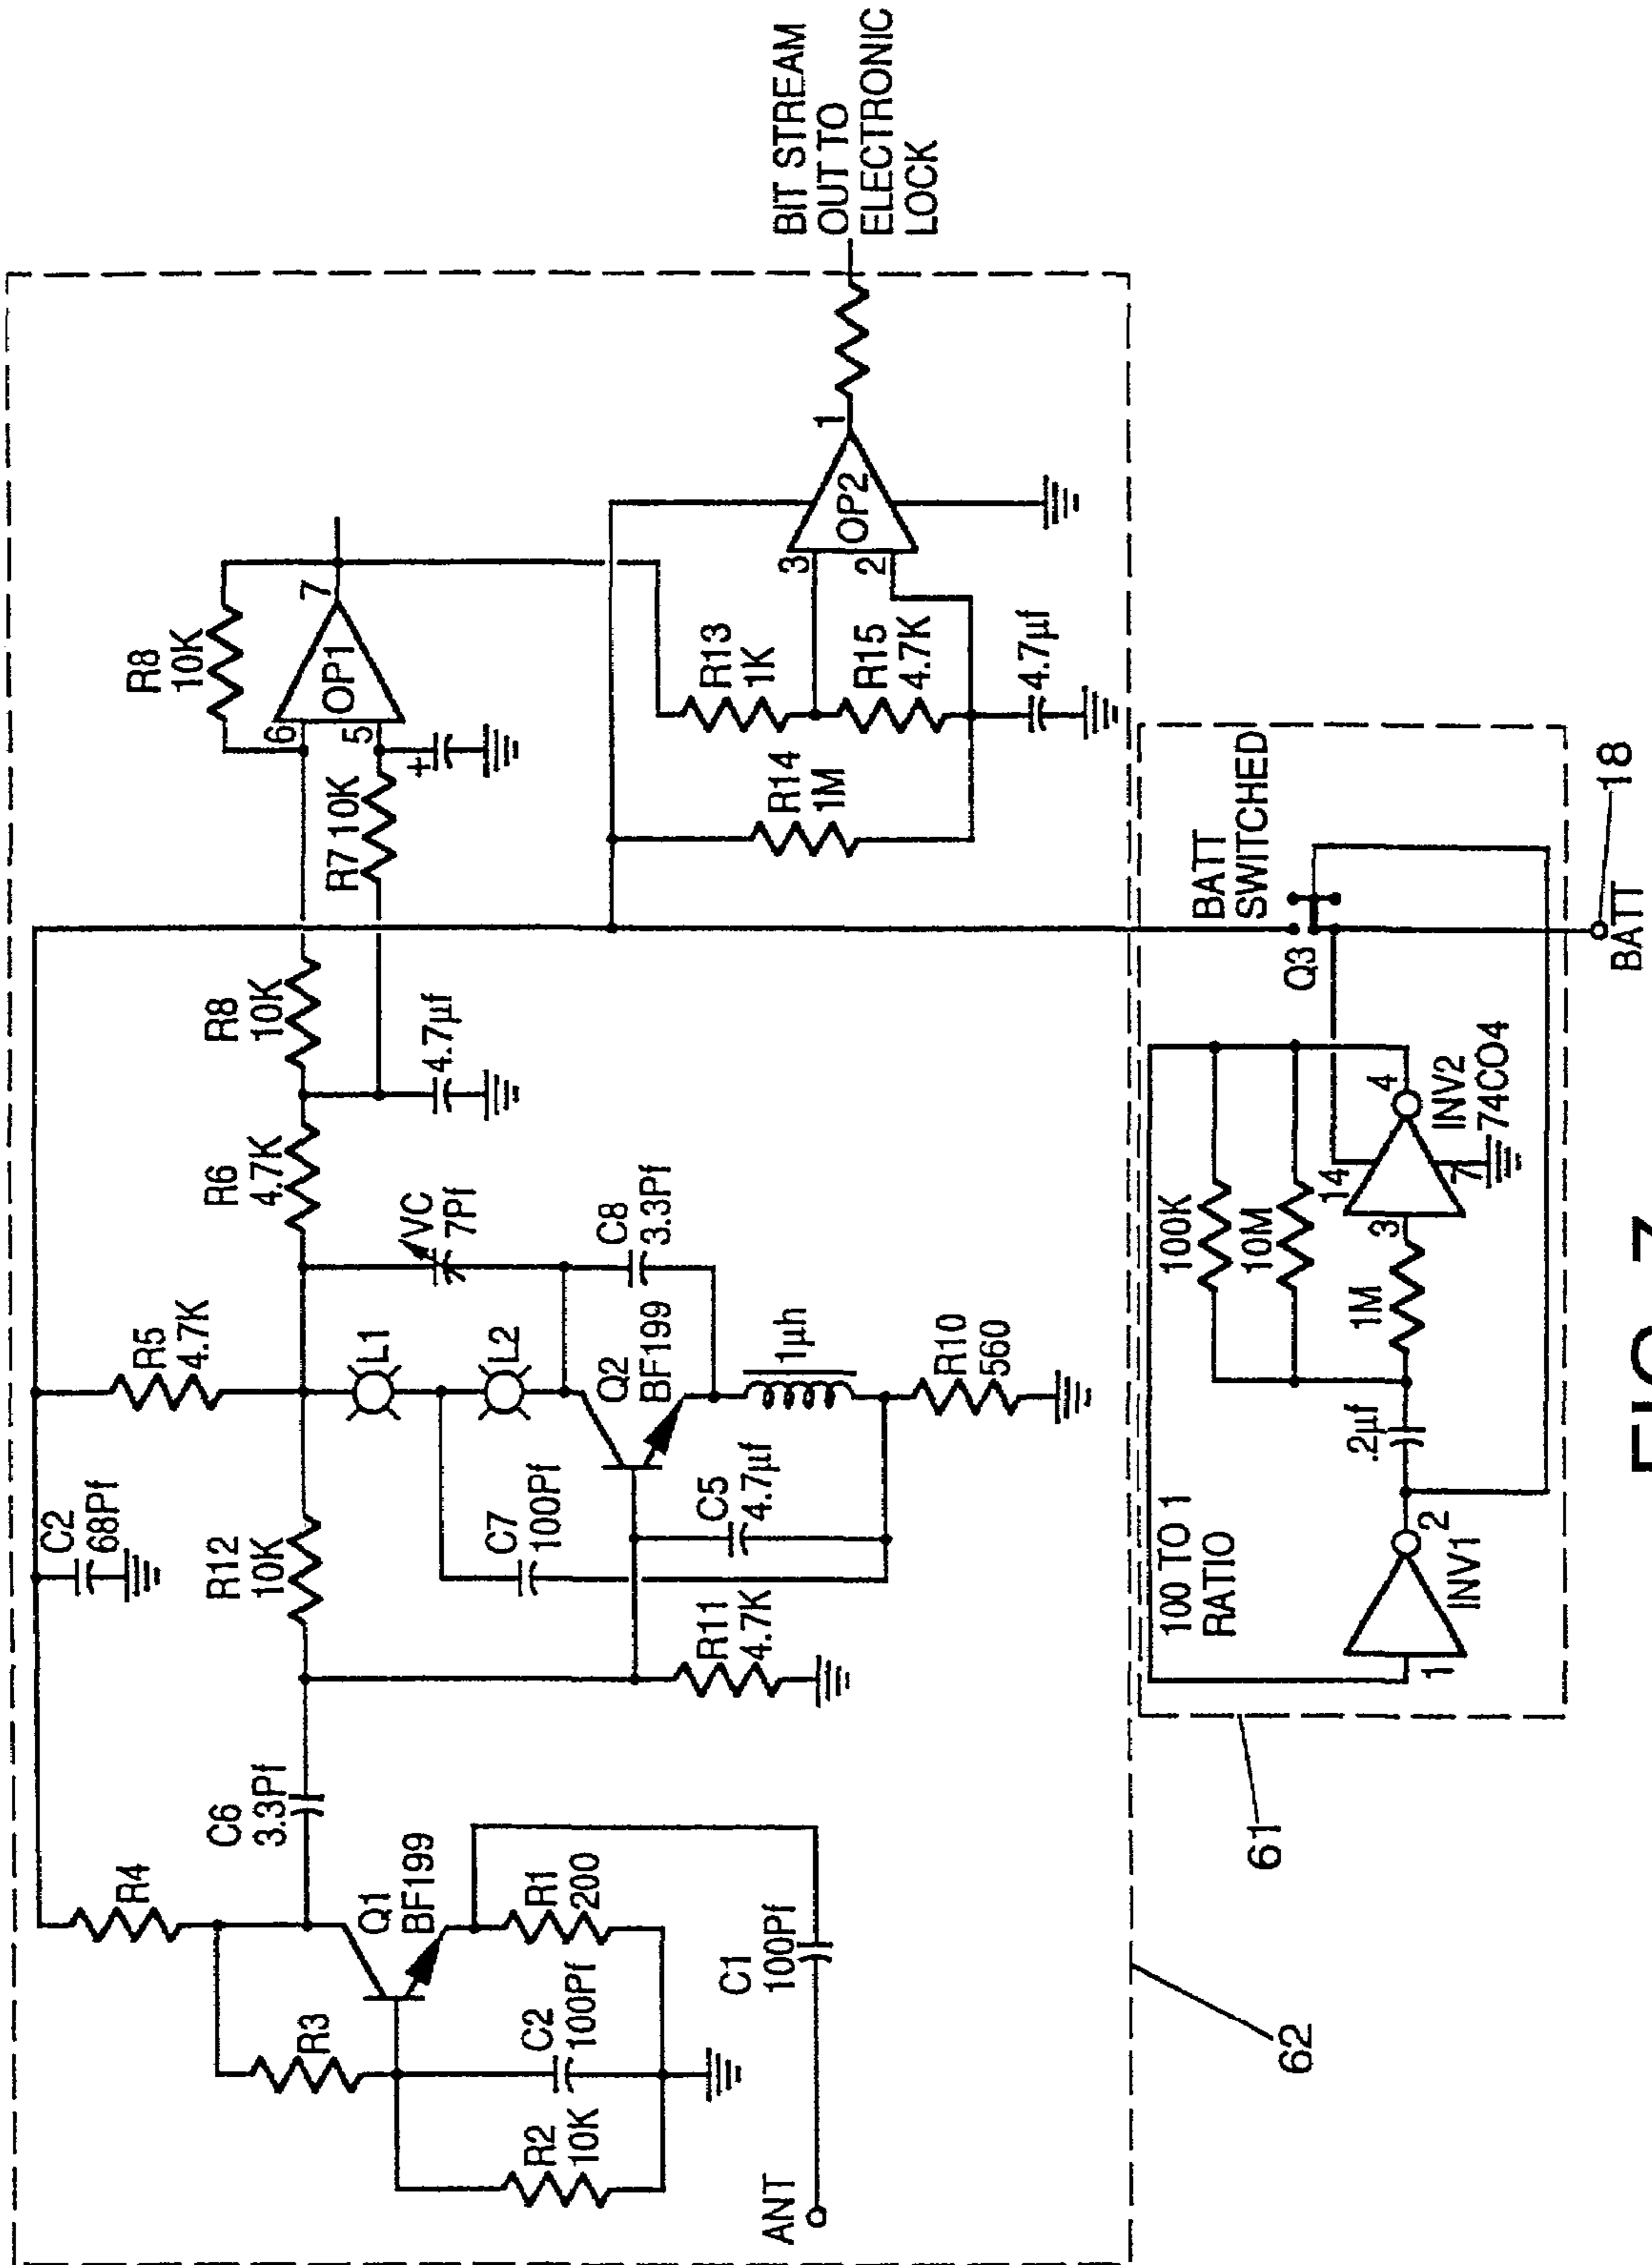 C2
68Pf
R4
R5
4.7K
R12
10K
R6
4.7K
R8
10K
R8
10K
C6
3.3Pf
L1
L2
VC
7Pf
C8
3.3Pf
4.7µf
R7 10K
+
6
5
OP1
7
R3
Q1
BF199
R1
200
C2
100Pf
R2
10K
ANT
C1
100Pf
C7
100Pf
C5
4.7µf
R11
4.7K
Q2
BF199
1µh
R10
560
R14
1M
R13
1K
R15
4.7K
4.7µf
3
2
OP2
1
BIT STREAM
OUT TO
ELECTRONIC
LOCK
62
61
100 TO 1
RATIO
1
INV1
2
.2µf
100K
10M
1M
3
14
7
4
INV2
74CO4
Q3
BATT
SWITCHED
BATT
18